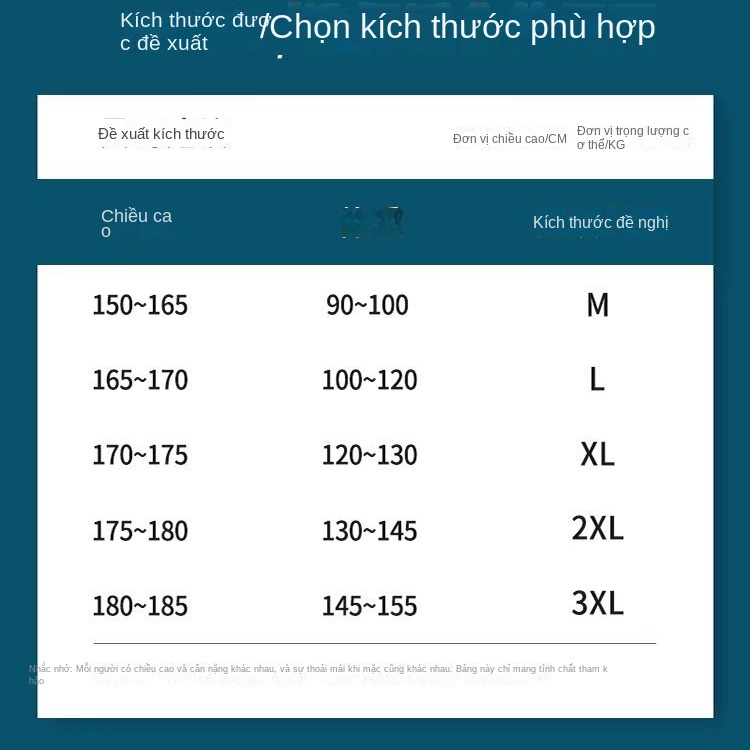 Kích thước đượ
c đề xuất
/Chọn kích thước phù hợp
Đề xuất kích thước
Đơn vị chiều cao/CM
Đơn vị trọng lượng c
ơ thể/KG
Chiều ca
o
Kích thước đề nghị
150~165 90~100 M
165~170 100~120 L
170~175 120~130 XL
175~180 130~145 2XL
180~185 145~155 3XL
Nhắc nhở: Mỗi người có chiều cao và cân nặng khác nhau, và sự thoải mái khi mặc cũng khác nhau. Bảng này chỉ mang tính chất tham k
hảo